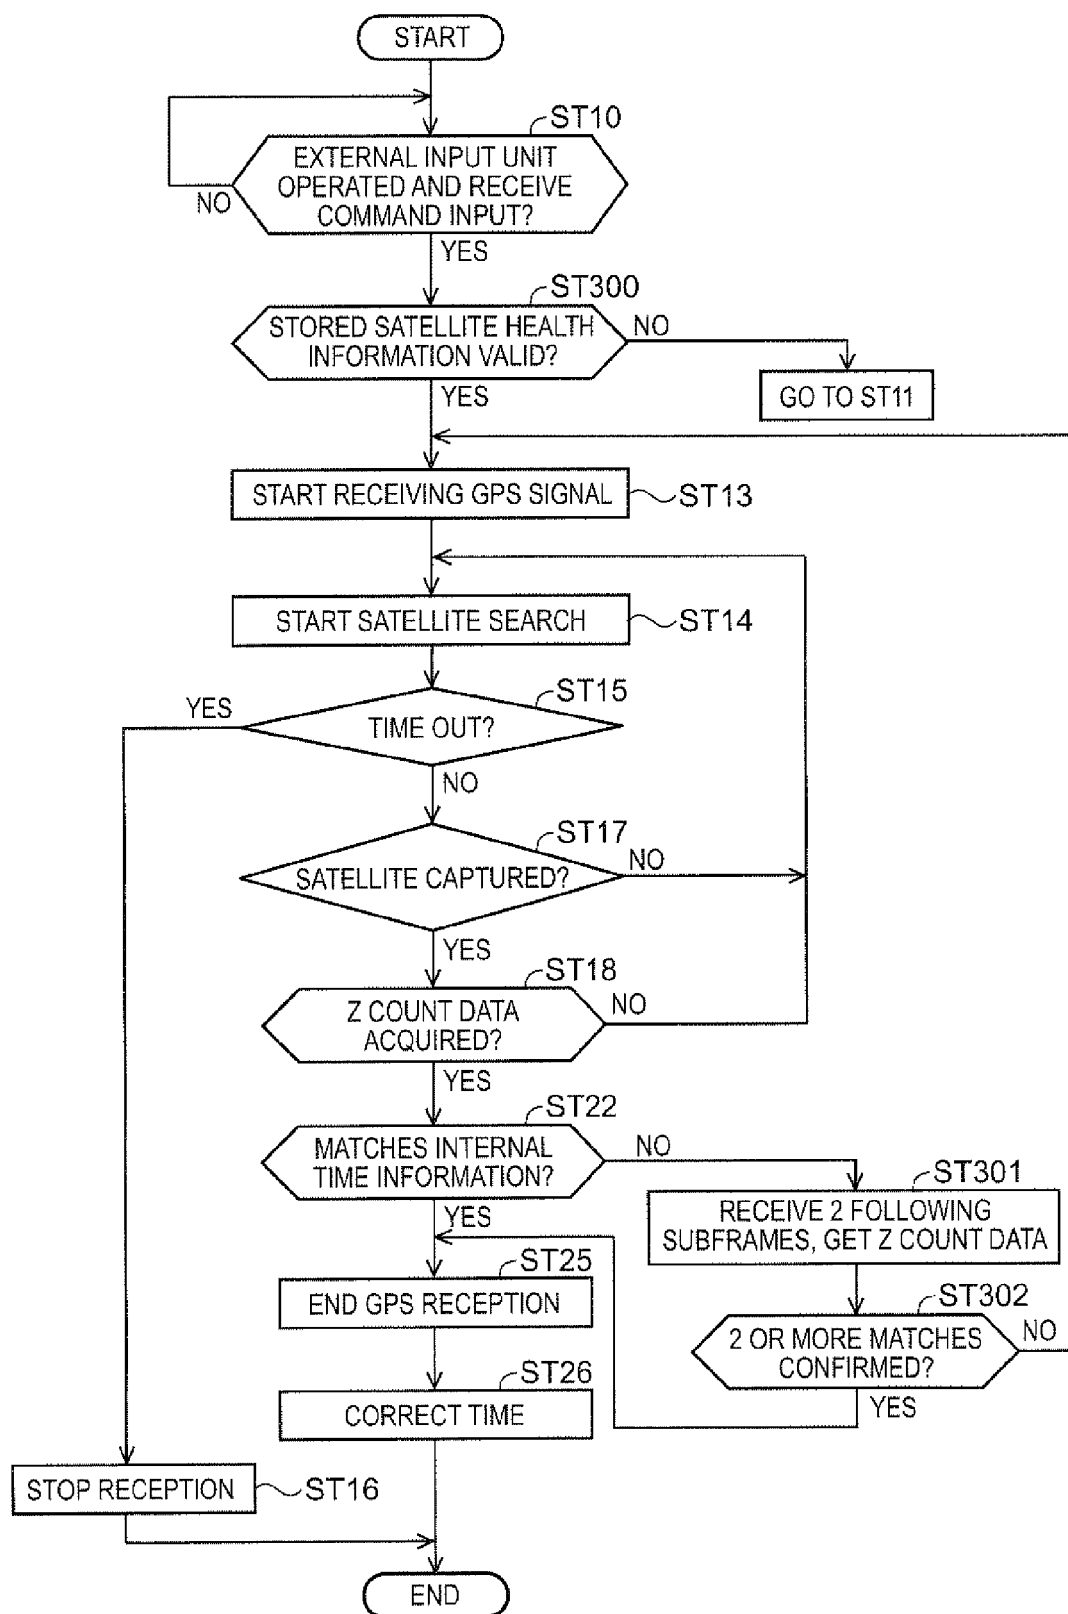 START
ST10
EXTERNAL INPUT UNIT
OPERATED AND RECEIVE
COMMAND INPUT?
NO
YES
ST300
STORED SATELLITE HEALTH
INFORMATION VALID?
NO
YES
GO TO ST11
START RECEIVING GPS SIGNAL
ST13
START SATELLITE SEARCH
ST14
ST15
YES
TIME OUT?
NO
ST17
SATELLITE CAPTURED?
NO
YES
ST18
Z COUNT DATA
ACQUIRED?
NO
YES
ST22
MATCHES INTERNAL
TIME INFORMATION?
NO
YES
ST301
RECEIVE 2 FOLLOWING
SUBFRAMES, GET Z COUNT DATA
ST25
END GPS RECEPTION
ST302
2 OR MORE MATCHES
CONFIRMED?
NO
YES
ST26
CORRECT TIME
STOP RECEPTION
ST16
END